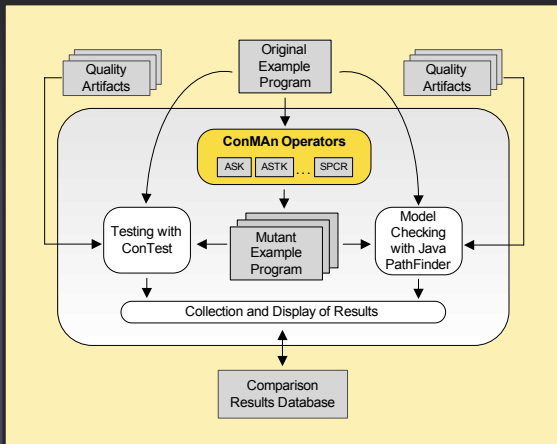 Quality
Artifacts
Original
Example
Program
Quality
Artifacts
ConMAn Operators
ASK
ASTK
...
SPCR
Testing with
ConTest
Mutant
Example
Program
Model
Checking
with Java
PathFinder
Collection and Display of Results
Comparison
Results Database